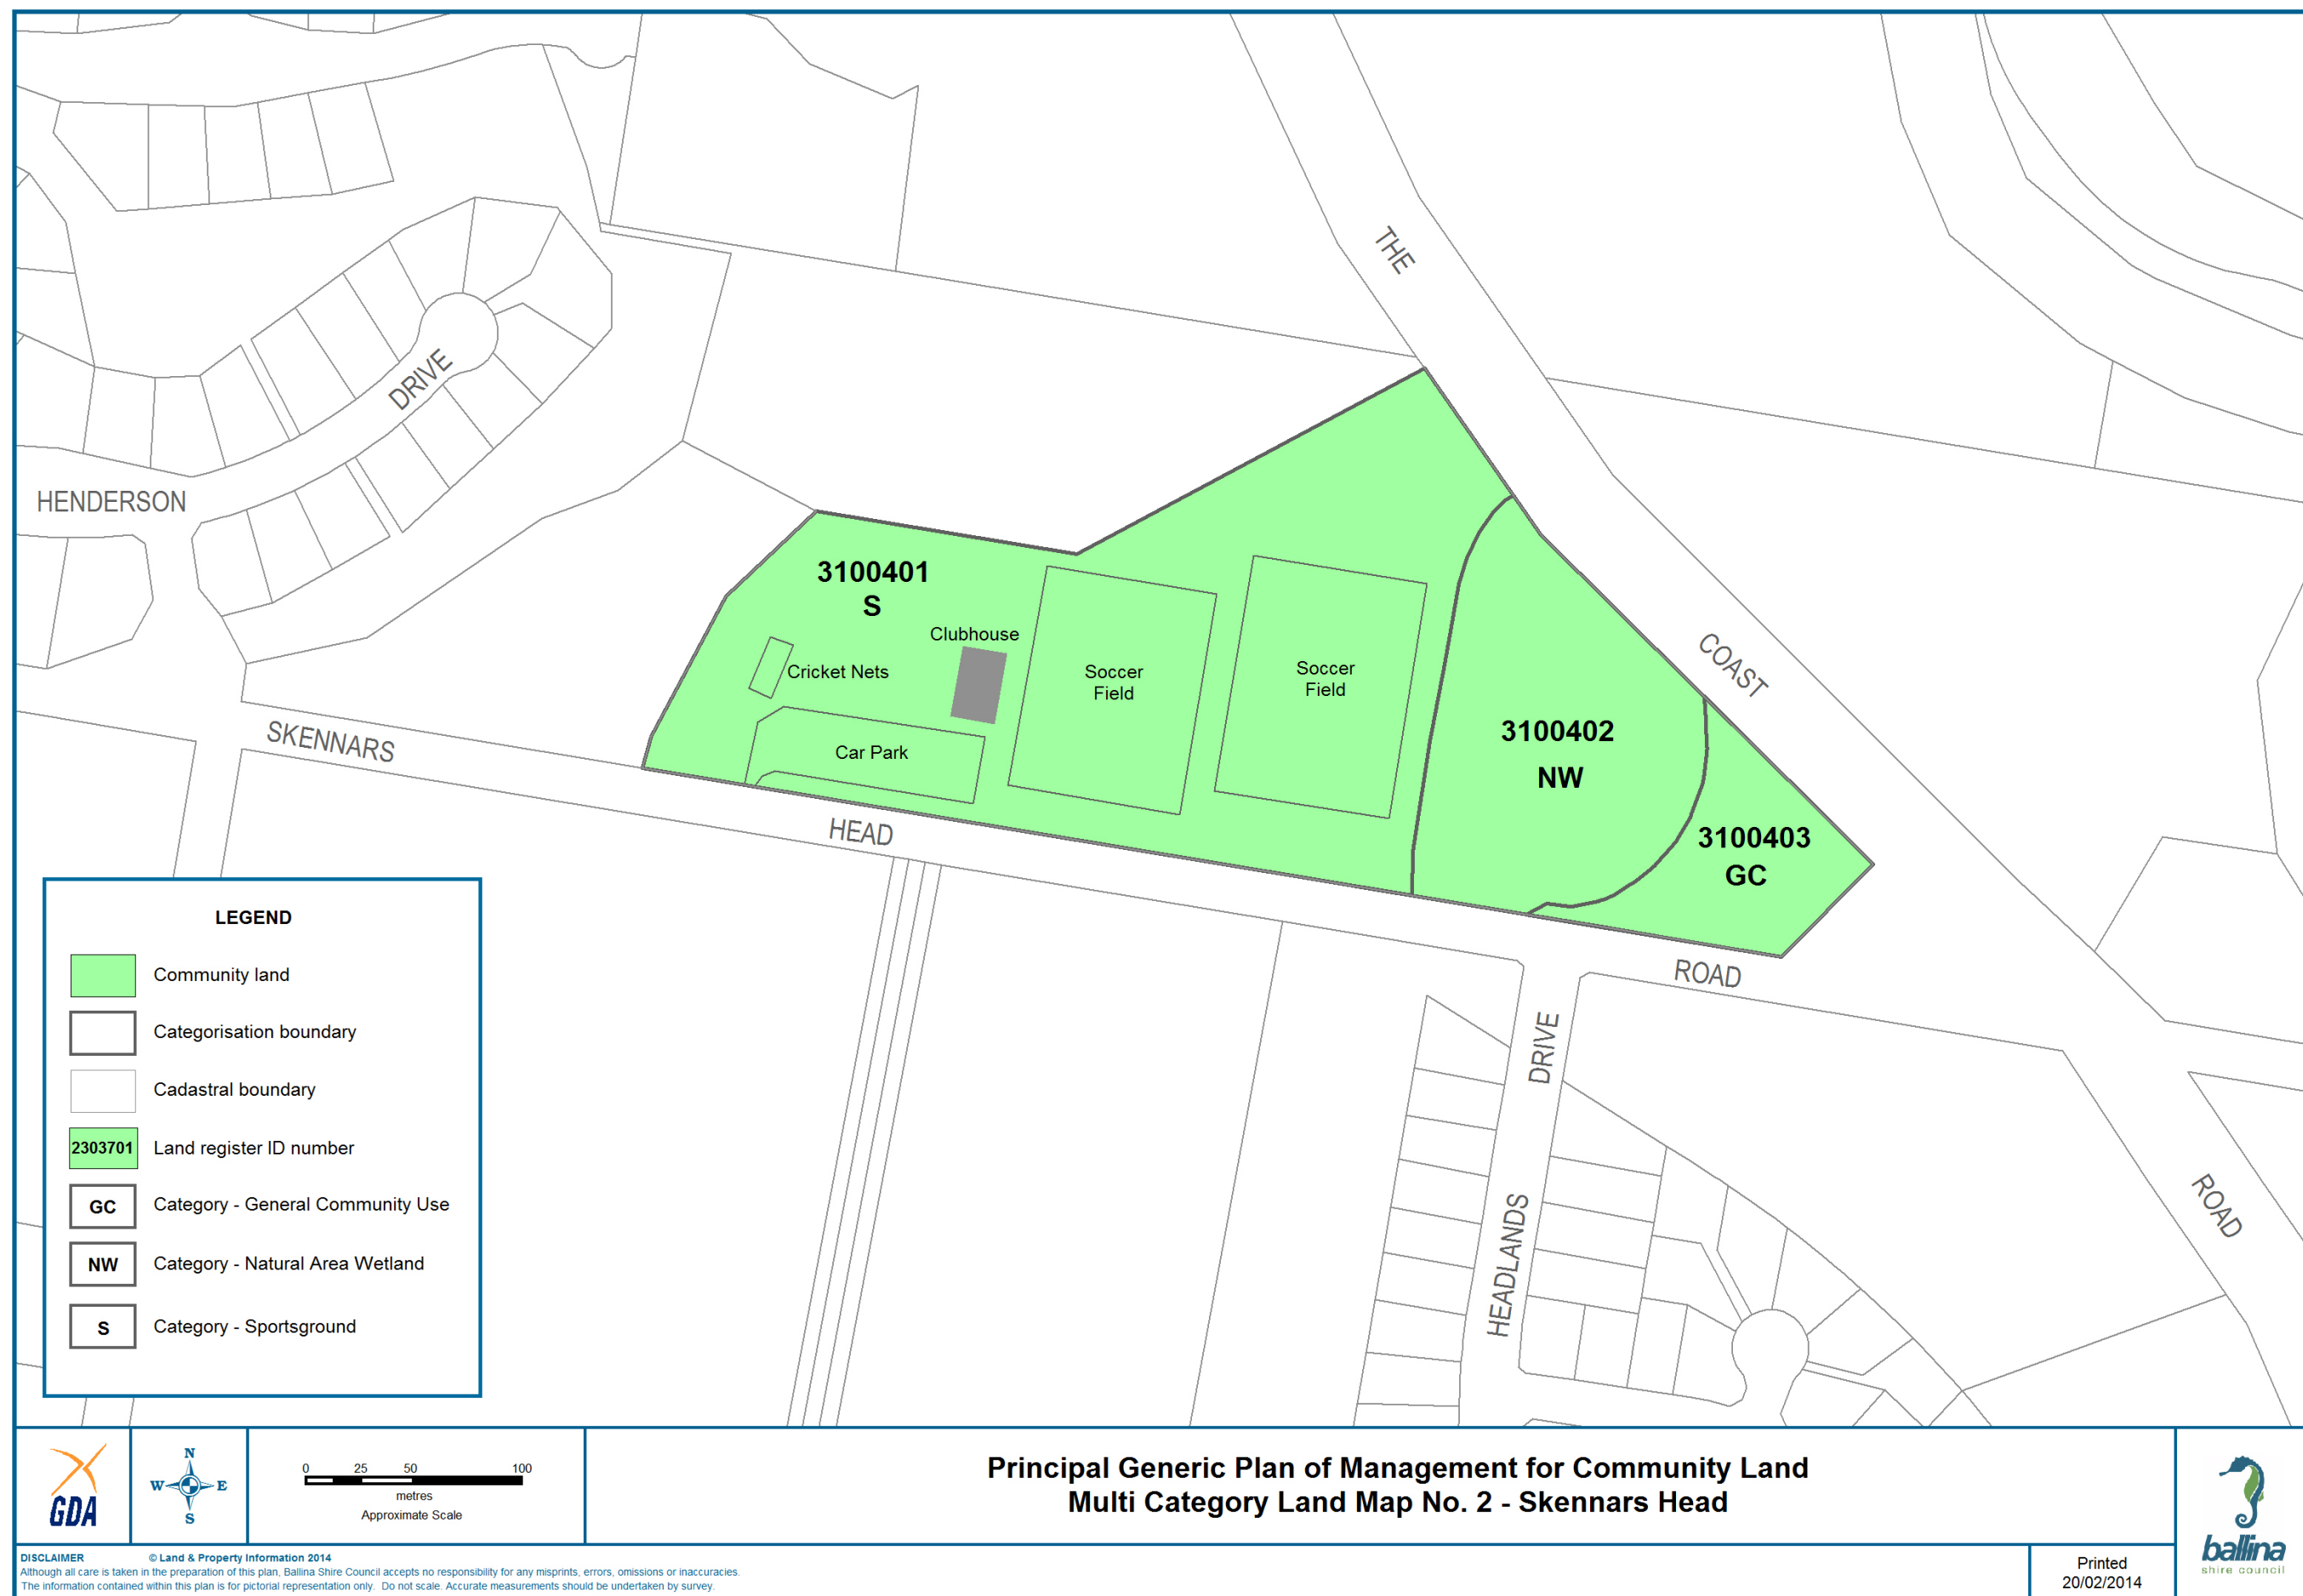 THE
DRIVE
HENDERSON
3100401
S
Clubhouse
Cricket Nets
Soccer
Field
Soccer
Field
COAST
Car Park
3100402
NW
SKENNARS
HEAD
3100403
GC
ROAD
DRIVE
HEADLANDS
ROAD
LEGEND
Community land
Categorisation boundary
Cadastral boundary
2303701 Land register ID number
GC Category - General Community Use
NW Category - Natural Area Wetland
S Category - Sportsground
GDA
N
W E
S
0 25 50 100
metres
Approximate Scale
Principal Generic Plan of Management for Community Land
Multi Category Land Map No. 2 - Skennars Head
ballina
shire council
DISCLAIMER © Land & Property Information 2014
Although all care is taken in the preparation of this plan, Ballina Shire Council accepts no responsibility for any misprints, errors, omissions or inaccuracies.
The information contained within this plan is for pictorial representation only. Do not scale. Accurate measurements should be undertaken by survey.
Printed
20/02/2014